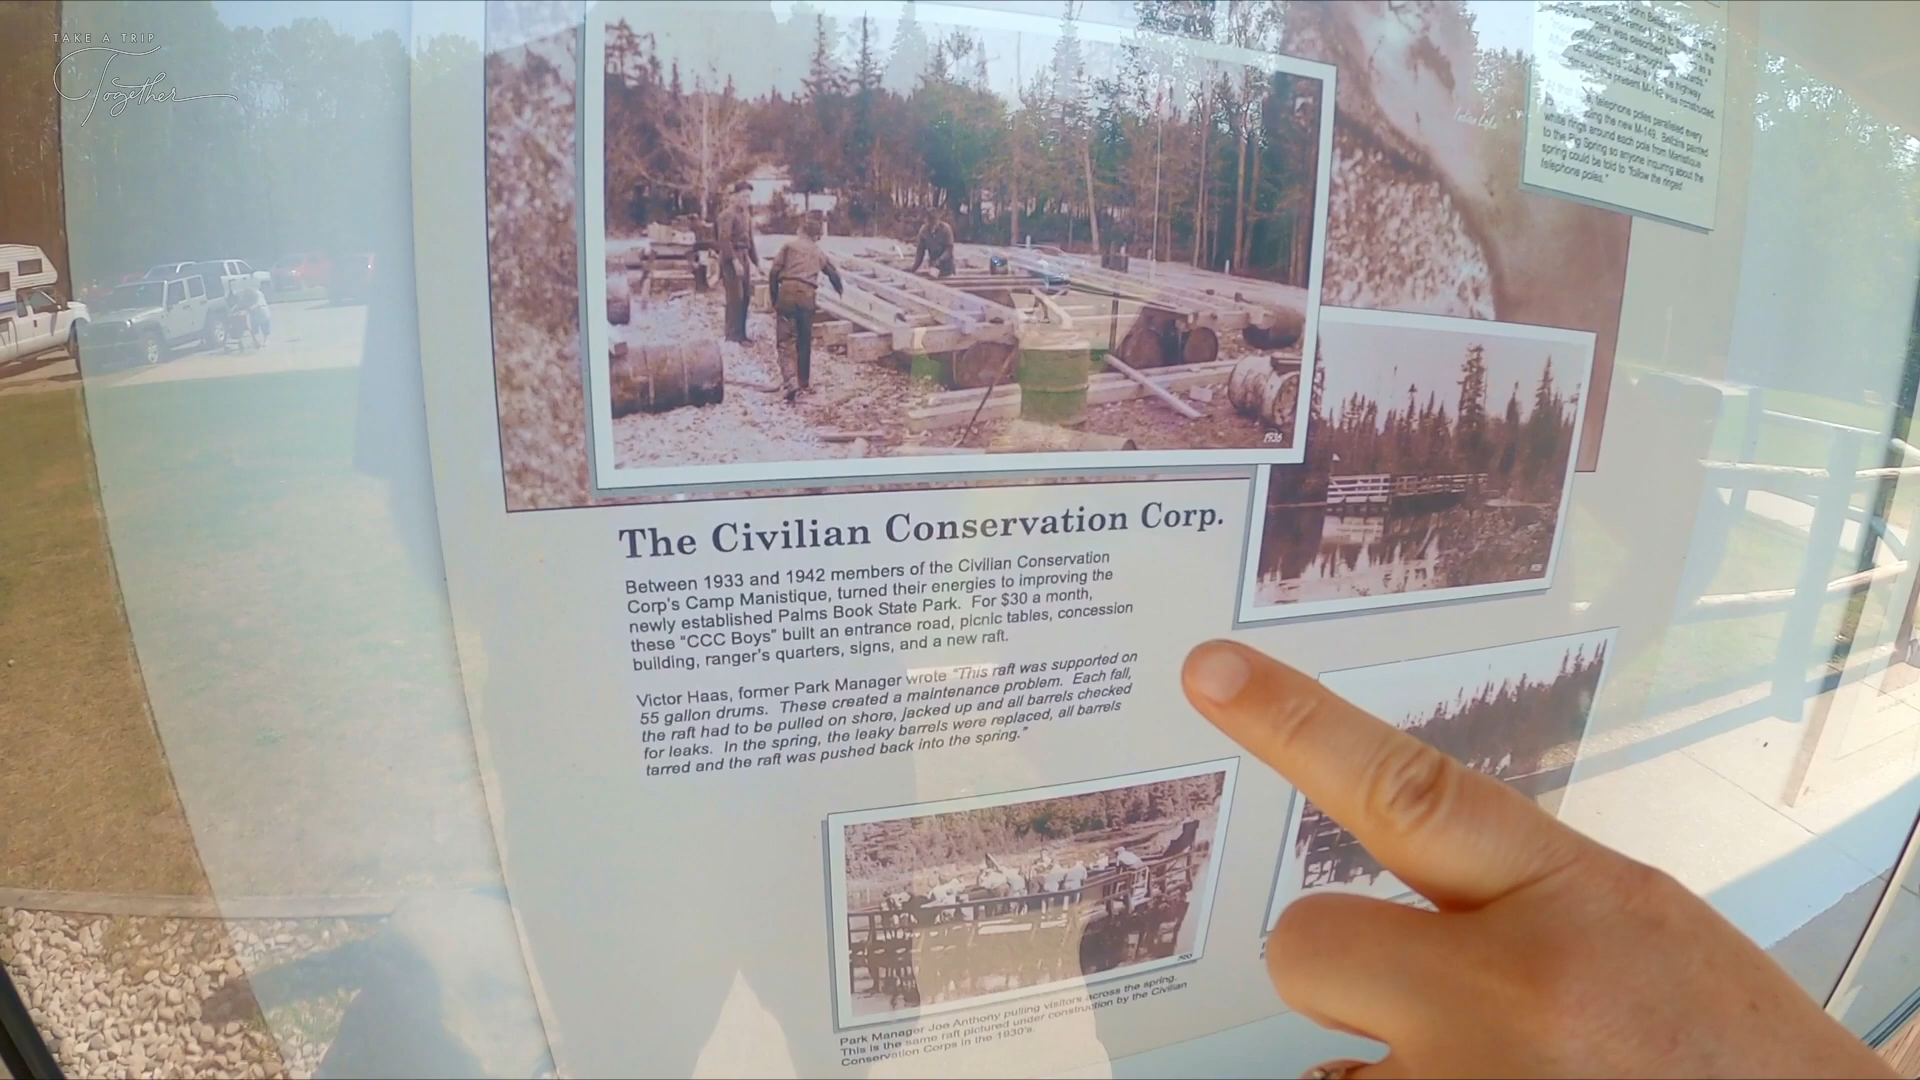 TAKE A TRIP
Together
telephone poles paralleled every
the new M-149. Bellaire painted
white rings around each pole from Manistique
to the Big Spring so anyone inquiring about the
spring could be told to "follow the ringed
telephone poles."
1936
The Civilian Conservation Corp.
Between 1933 and 1942 members of the Civilian Conservation
Corp's Camp Manistique, turned their energies to improving the
newly established Palms Book State Park. For $30 a month,
these "CCC Boys" built an entrance road, picnic tables, concession
building, ranger's quarters, signs, and a new raft.
Victor Haas, former Park Manager wrote "This raft was supported on
55 gallon drums. These created a maintenance problem. Each fall,
the raft had to be pulled on shore, jacked up and all barrels checked
for leaks. In the spring, the leaky barrels were replaced, all barrels
tarred and the raft was pushed back into the spring."
Park Manager Joe Anthony pulling visitors across the spring.
This is the same raft pictured under construction by the Civilian
Conservation Corps in the 1930's.